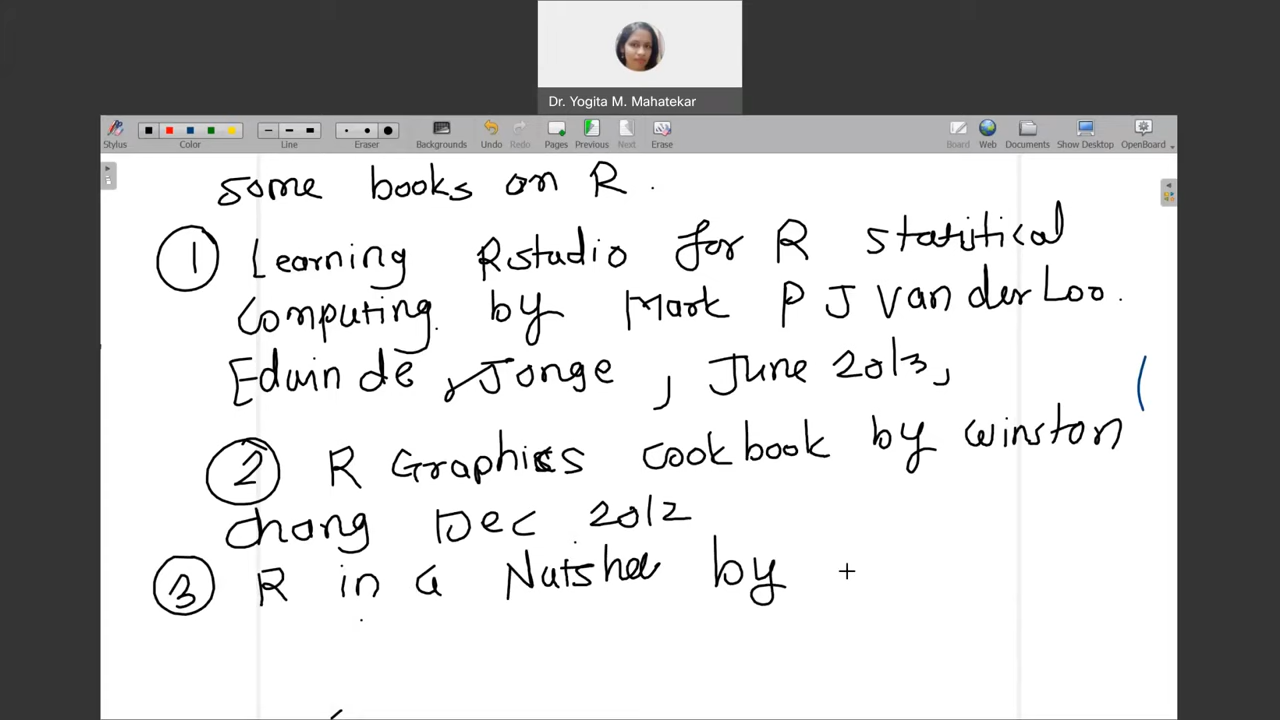 Dr. Yogita M. Mahatekar
Stylus Color Line Eraser Backgrounds Undo Redo Pages Previous Next Erase Board Web Documents Show Desktop OpenBoard
some books on R.
1 Learning Rstudio for R statistical
Computing. by Mark P J Van der Loo.
Edwin de, Jonge, June 2013,
2 R Graphics cookbook by winston
chang Dec 2012
3 R in a Nutshell by